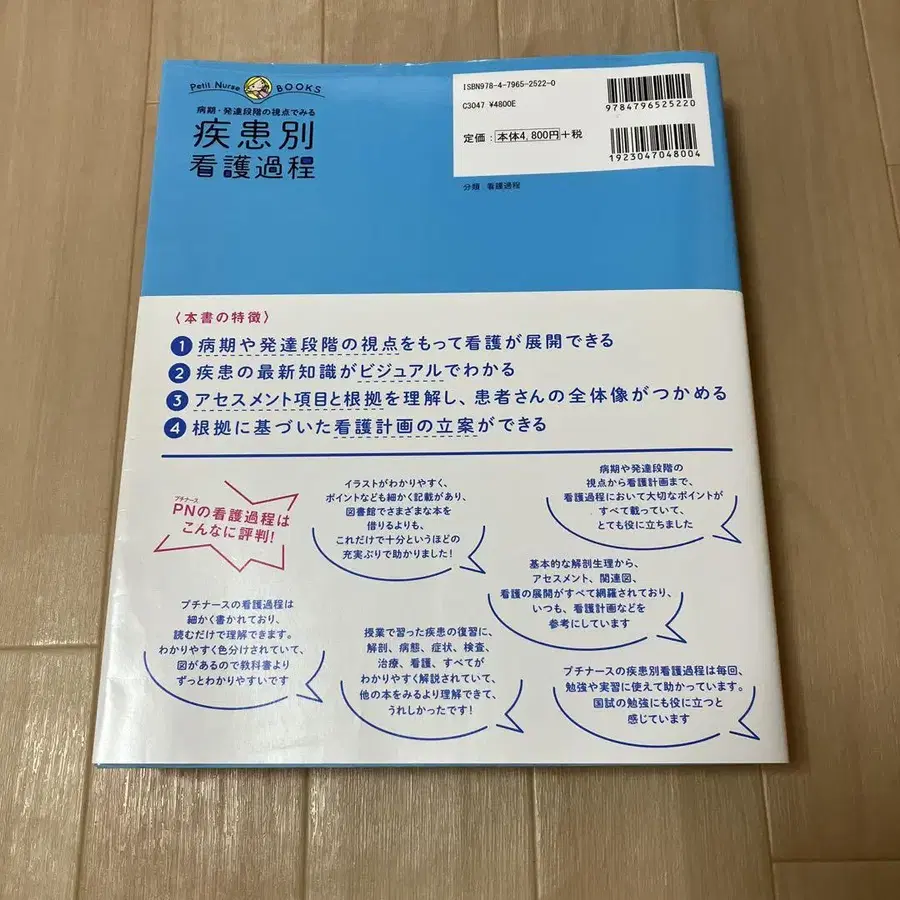 Petit Nurse BOOKS
病期・発達段階の視点でみる
疾患別
看護過程
ISBN978-4-7965-2522-0
C3047 ¥4800E
定価：本体4,800円+税
9784796525220
1923047048004
分類 看護過程
〈本書の特徴〉
1 病期や発達段階の視点をもって看護が展開できる
2 疾患の最新知識がビジュアルでわかる
3 アセスメント項目と根拠を理解し、患者さんの全体像がつかめる
4 根拠に基づいた看護計画の立案ができる
プチナース
PNの看護過程は
こんなに評判！
イラストがわかりやすく、
ポイントなども細かく記載があり、
図書館でさまざまな本を
借りるよりも、
これだけで十分というほどの
充実ぶりで助かりました！
病期や発達段階の
視点から看護計画まで、
看護過程において大切なポイントが
すべて載っていて、
とても役に立ちました
基本的な解剖生理から、
アセスメント、関連図、
看護の展開がすべて網羅されており、
いつも、看護計画などを
参考にしています
プチナースの看護過程は
細かく書かれており、
読むだけで理解できます。
わかりやすく色分けされていて、
図があるので教科書より
ずっとわかりやすいです
授業で習った疾患の復習に、
解剖、病態、症状、検査、
治療、看護、すべてが
わかりやすく解説されていて、
他の本をみるより理解できて、
うれしかったです！
プチナースの疾患別看護過程は毎回、
勉強や実習に使えて助かっています。
国試の勉強にも役に立つと
感じています